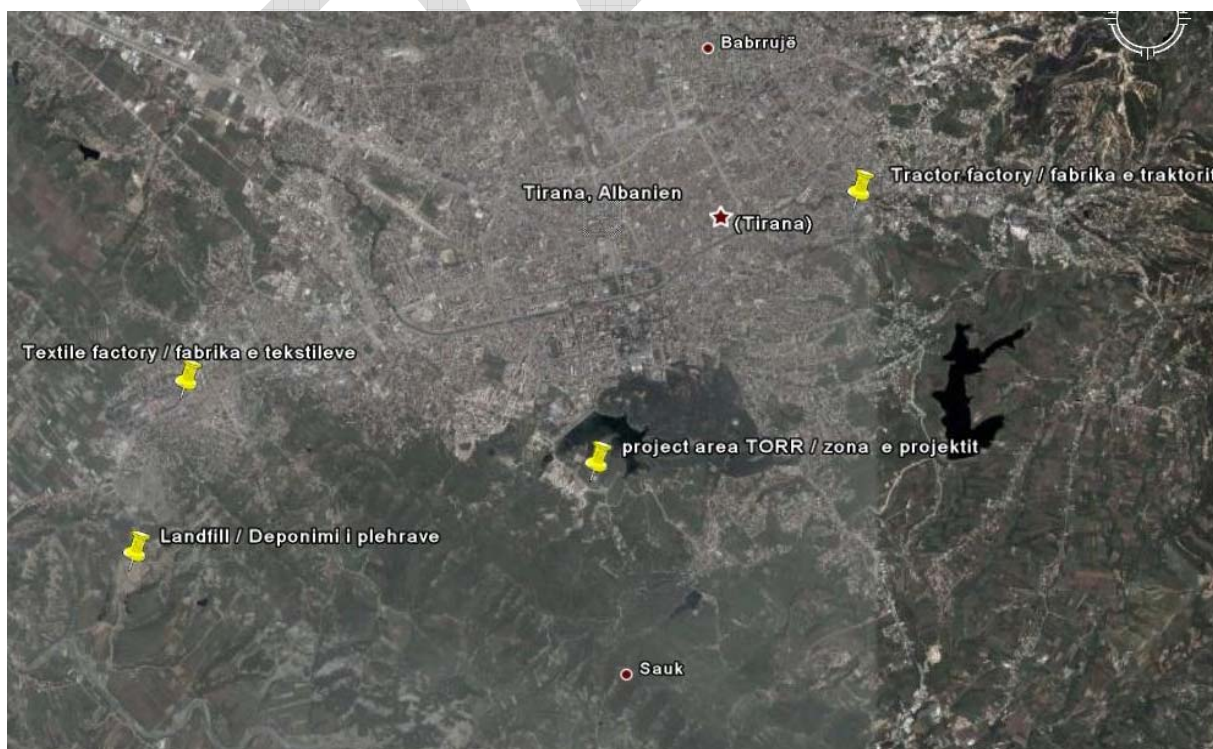 Babrrujë
Tractor factory / fabrika e traktorit
Tirana, Albanien
(Tirana)
Textile factory / fabrika e tekstileve
project area TORR / zona e projektit
Landfill / Deponimi i plehrave
Sauk